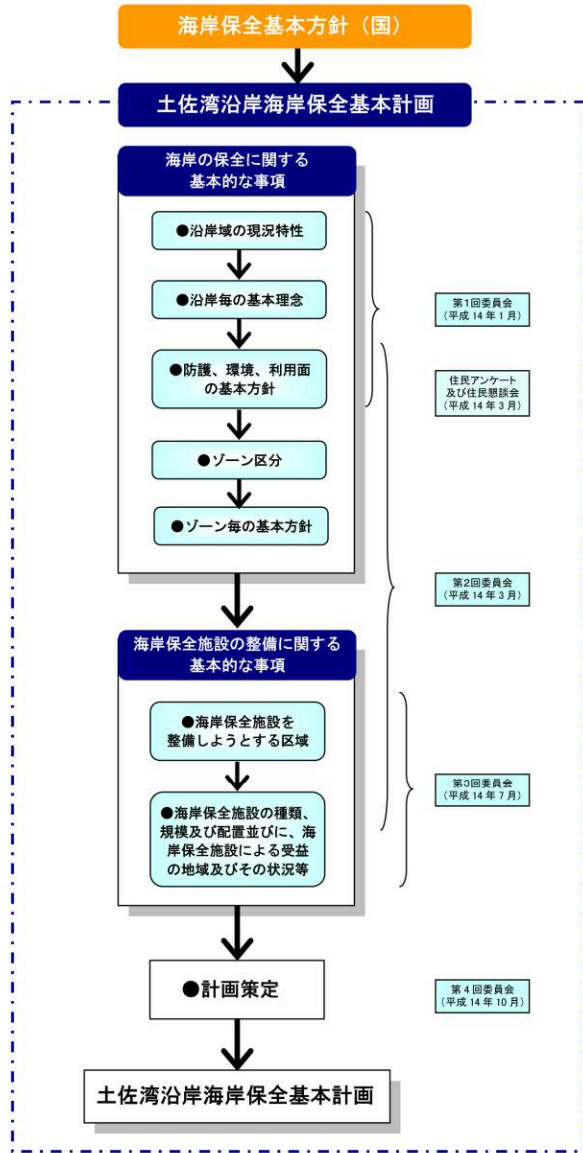 海岸保全基本方針（国）
土佐湾沿岸海岸保全基本計画
海岸の保全に関する
基本的な事項
●沿岸域の現況特性
●沿岸毎の基本理念
第1回委員会
（平成14年1月）
●防護、環境、利用面
の基本方針
住民アンケート
及び住民懇談会
（平成14年3月）
●ゾーン区分
●ゾーン毎の基本方針
第2回委員会
（平成14年3月）
海岸保全施設の整備に関する
基本的な事項
●海岸保全施設を
整備しようとする区域
第3回委員会
（平成14年7月）
●海岸保全施設の種類、
規模及び配置並びに、海
岸保全施設による受益
の地域及びその状況等
●計画策定
第４回委員会
（平成14年10月）
土佐湾沿岸海岸保全基本計画